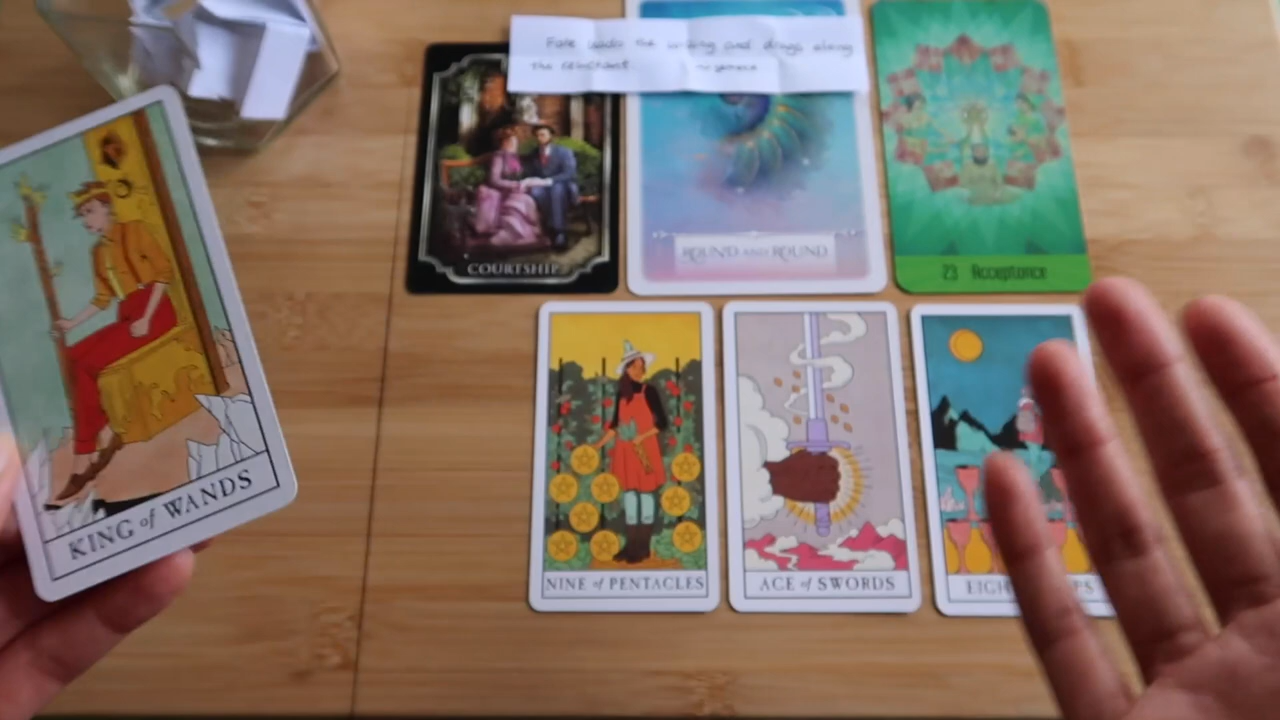 Fate leads the willing and drags along
the reluctant.
COURTSHIP
ROUND AND ROUND
23 Acceptance
KING of WANDS
NINE of PENTACLES
ACE of SWORDS